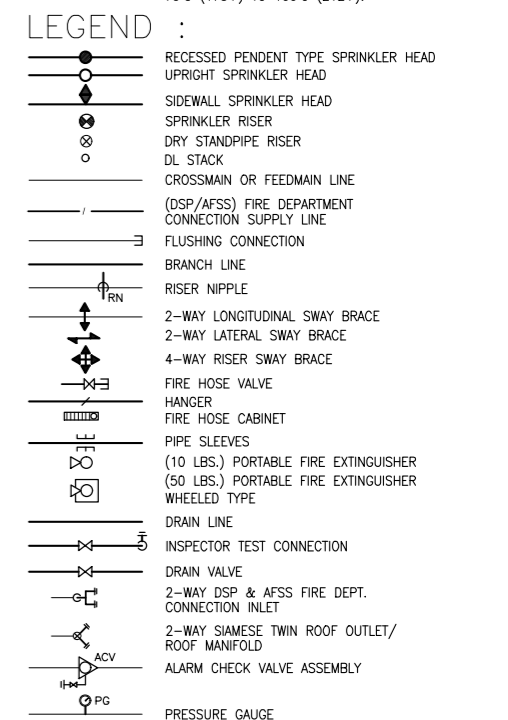 LEGEND :
RECESSED PENDENT TYPE SPRINKLER HEAD
UPRIGHT SPRINKLER HEAD
SIDEWALL SPRINKLER HEAD
SPRINKLER RISER
DRY STANDPIPE RISER
DL STACK
CROSSMAIN OR FEEDMAIN LINE
(DSP/AFSS) FIRE DEPARTMENT
CONNECTION SUPPLY LINE
FLUSHING CONNECTION
BRANCH LINE
RN RISER NIPPLE
2-WAY LONGITUDINAL SWAY BRACE
2-WAY LATERAL SWAY BRACE
4-WAY RISER SWAY BRACE
FIRE HOSE VALVE
HANGER
FIRE HOSE CABINET
PIPE SLEEVES
(10 LBS.) PORTABLE FIRE EXTINGUISHER
(50 LBS.) PORTABLE FIRE EXTINGUISHER
WHEELED TYPE
DRAIN LINE
INSPECTOR TEST CONNECTION
DRAIN VALVE
2-WAY DSP & AFSS FIRE DEPT.
CONNECTION INLET
2-WAY SIAMESE TWIN ROOF OUTLET/
ROOF MANIFOLD
ACV ALARM CHECK VALVE ASSEMBLY
PG
PRESSURE GAUGE